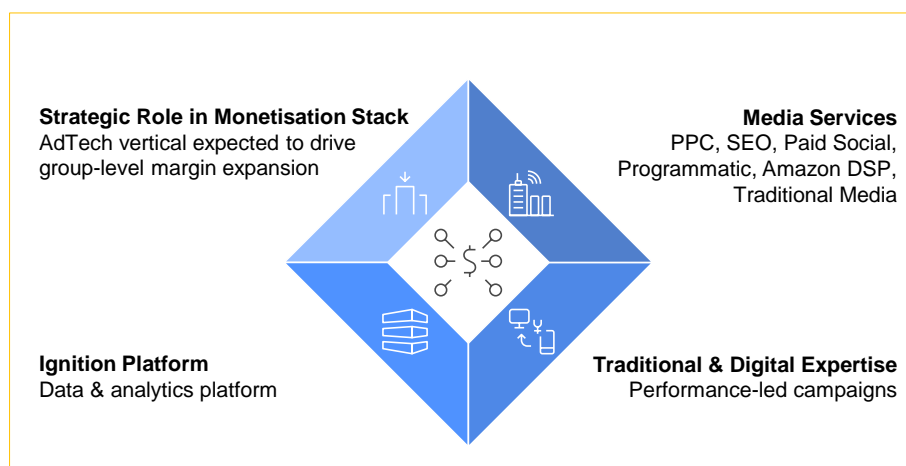 Strategic Role in Monetisation Stack
AdTech vertical expected to drive
group-level margin expansion
Media Services
PPC, SEO, Paid Social,
Programmatic, Amazon DSP,
Traditional Media
Ignition Platform
Data & analytics platform
Traditional & Digital Expertise
Performance-led campaigns